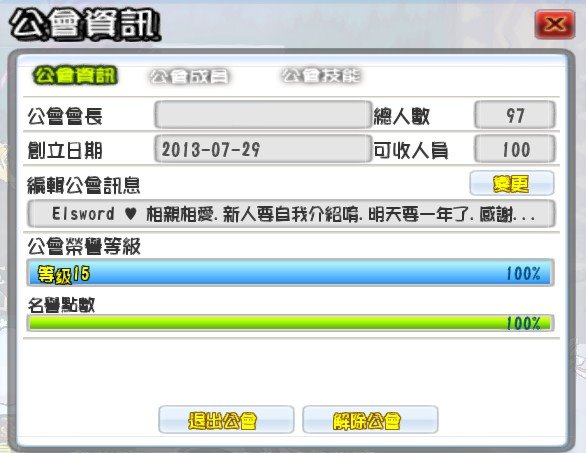 公會資訊
公會資訊 公會成員 公會技能
公會會長 總人數 97
創立日期 2013-07-29 可收人員 100
編輯公會訊息 變更
Elsword ♥ 相親相愛.新人要自我介紹唷.明天要一年了.感謝...
公會榮譽等級
等級15 100%
名譽點數
100%
退出公會 解除公會